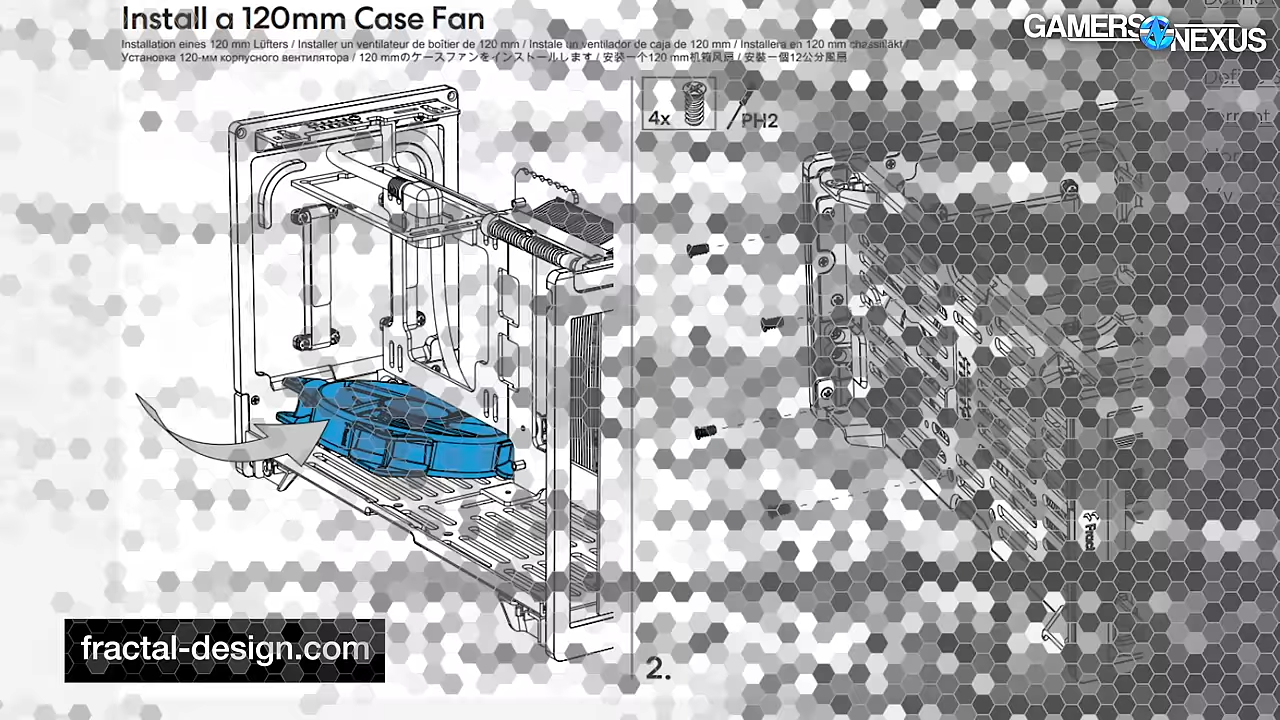 Install a 120mm Case Fan
Installation eines 120 mm Lüfters / Installer un ventilateur de boîtier de 120 mm / Instale un ventilador de caja de 120 mm / Installera en 120 mm chassifläkt /
Установка 120-мм корпусного вентилятора / 120 mmのケースファンをインストールします / 安装一个120 mm机箱风扇 / 安裝一個12公分風扇
GAMERS NEXUS
4x
PH2
Fractal
fractal-design.com
2.